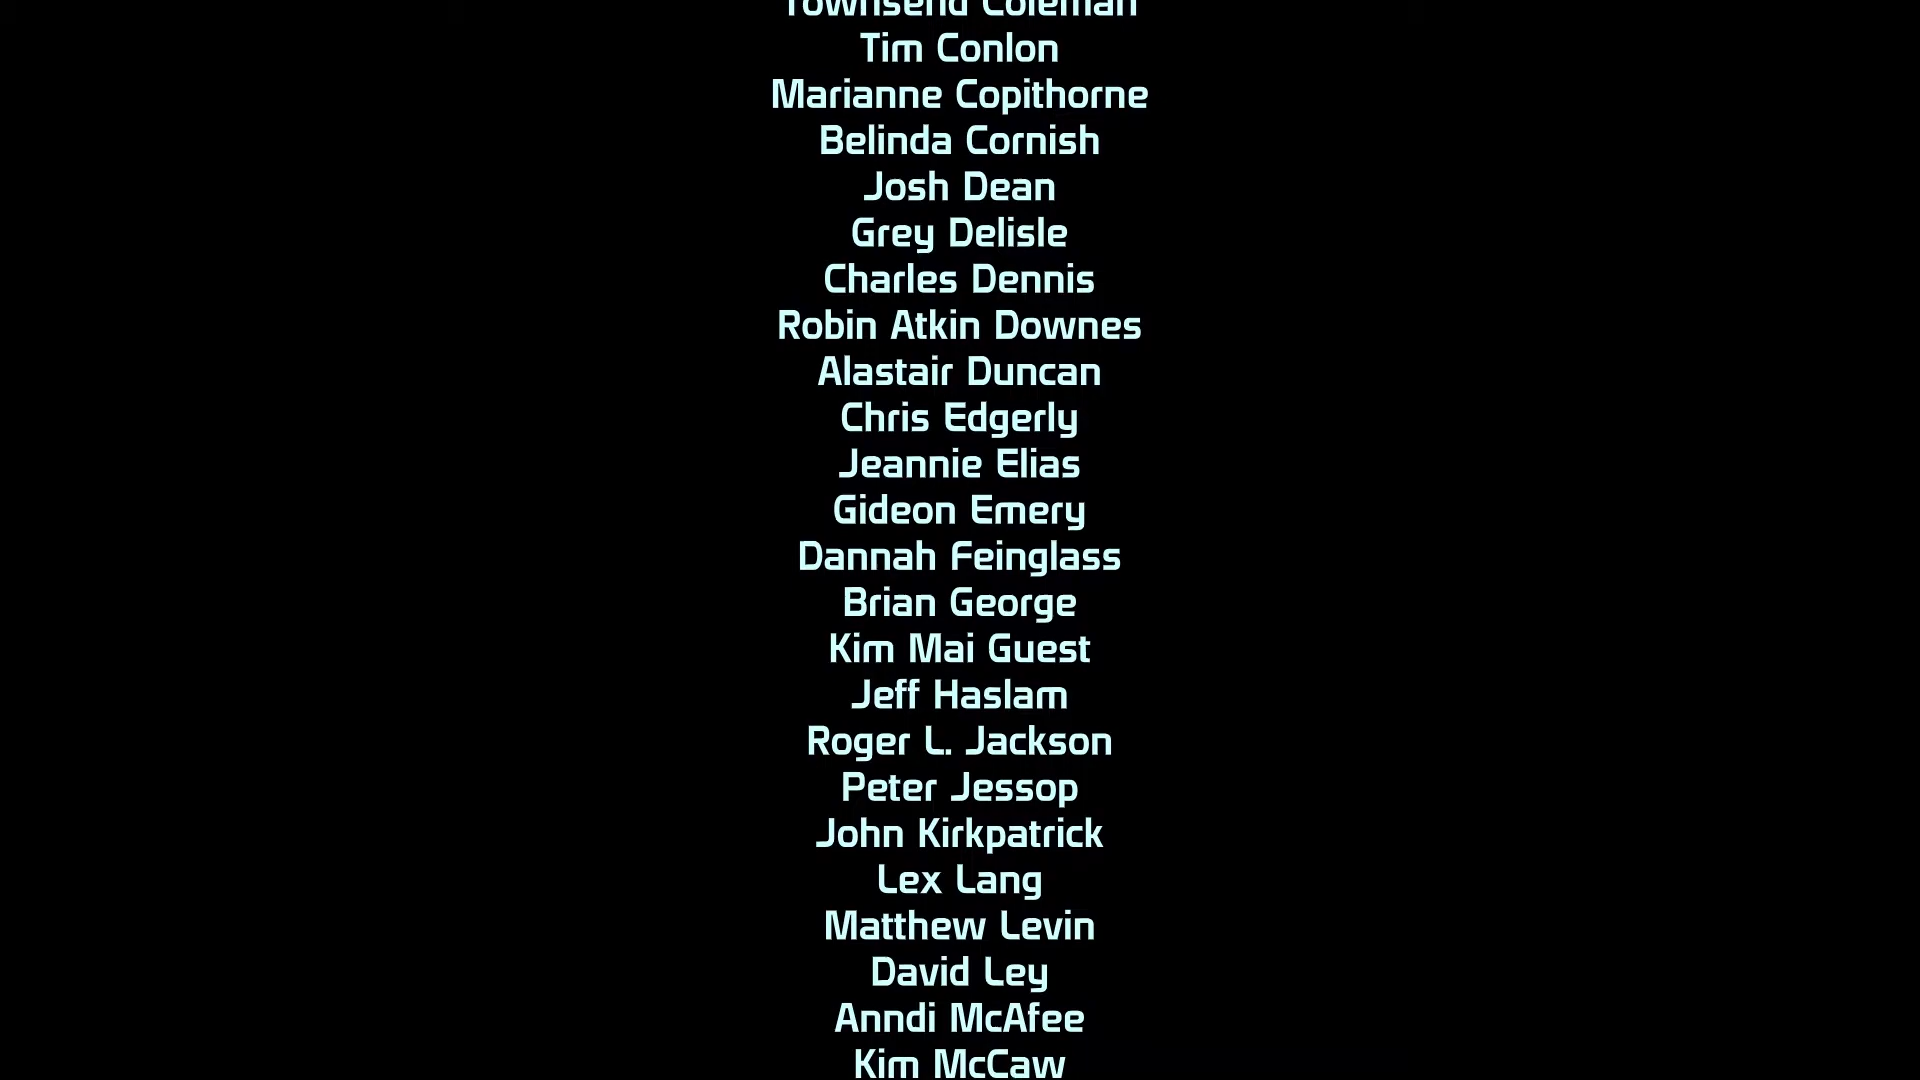 Townsend Coleman
Tim Conlon
Marianne Copithorne
Belinda Cornish
Josh Dean
Grey Delisle
Charles Dennis
Robin Atkin Downes
Alastair Duncan
Chris Edgerly
Jeannie Elias
Gideon Emery
Dannah Feinglass
Brian George
Kim Mai Guest
Jeff Haslam
Roger L. Jackson
Peter Jessop
John Kirkpatrick
Lex Lang
Matthew Levin
David Ley
Anndi McAfee
Kim McCaw